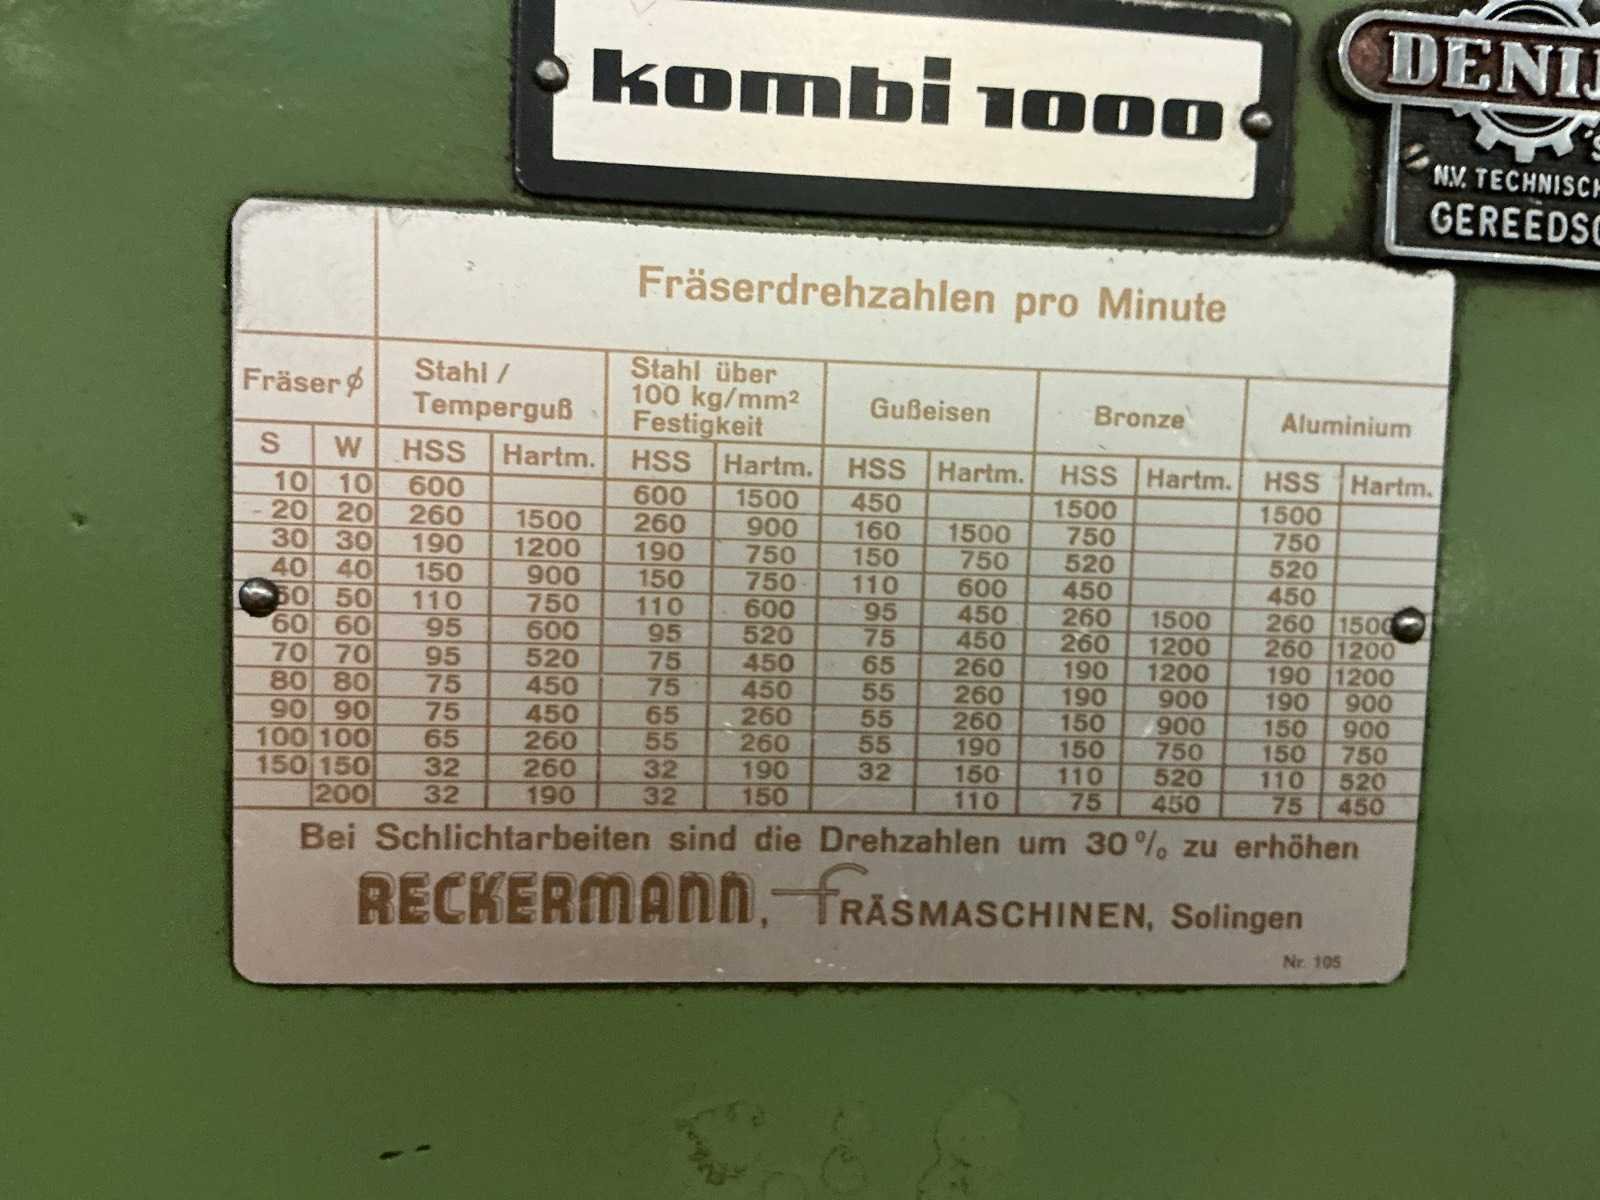 kombi 1000
N.V. TECHNISCH
Fräserdrehzahlen pro Minute
Fräser ø | Stahl / Temperguß | Stahl über 100 kg/mm² Festigkeit | Gußeisen | Bronze | Aluminium
S | W | HSS | Hartm. | HSS | Hartm. | HSS | Hartm. | HSS | Hartm. | HSS | Hartm.
10 | 10 | 600 | | 600 | 1500 | 450 | | 1500 | | 1500 |
20 | 20 | 260 | 1500 | 260 | 900 | 160 | 1500 | 750 | | 750 |
30 | 30 | 190 | 1200 | 190 | 750 | 150 | 750 | 520 | | 520 |
40 | 40 | 150 | 900 | 150 | 750 | 110 | 600 | 450 | | 450 |
50 | 50 | 110 | 750 | 110 | 600 | 95 | 450 | 260 | 1500 | 260 | 1500
60 | 60 | 95 | 600 | 95 | 520 | 75 | 450 | 260 | 1200 | 260 | 1200
70 | 70 | 95 | 520 | 75 | 450 | 65 | 260 | 190 | 1200 | 190 | 1200
80 | 80 | 75 | 450 | 75 | 450 | 55 | 260 | 190 | 900 | 190 | 900
90 | 90 | 75 | 450 | 65 | 260 | 55 | 260 | 150 | 900 | 150 | 900
100 | 100 | 65 | 260 | 55 | 260 | 55 | 190 | 150 | 750 | 150 | 750
150 | 150 | 32 | 260 | 32 | 190 | 32 | 150 | 110 | 520 | 110 | 520
| 200 | 32 | 190 | 32 | 150 | | 110 | 75 | 450 | 75 | 450
Bei Schlichtarbeiten sind die Drehzahlen um 30% zu erhöhen
RECKERMANN, FRÄSMASCHINEN, Solingen
Nr. 105